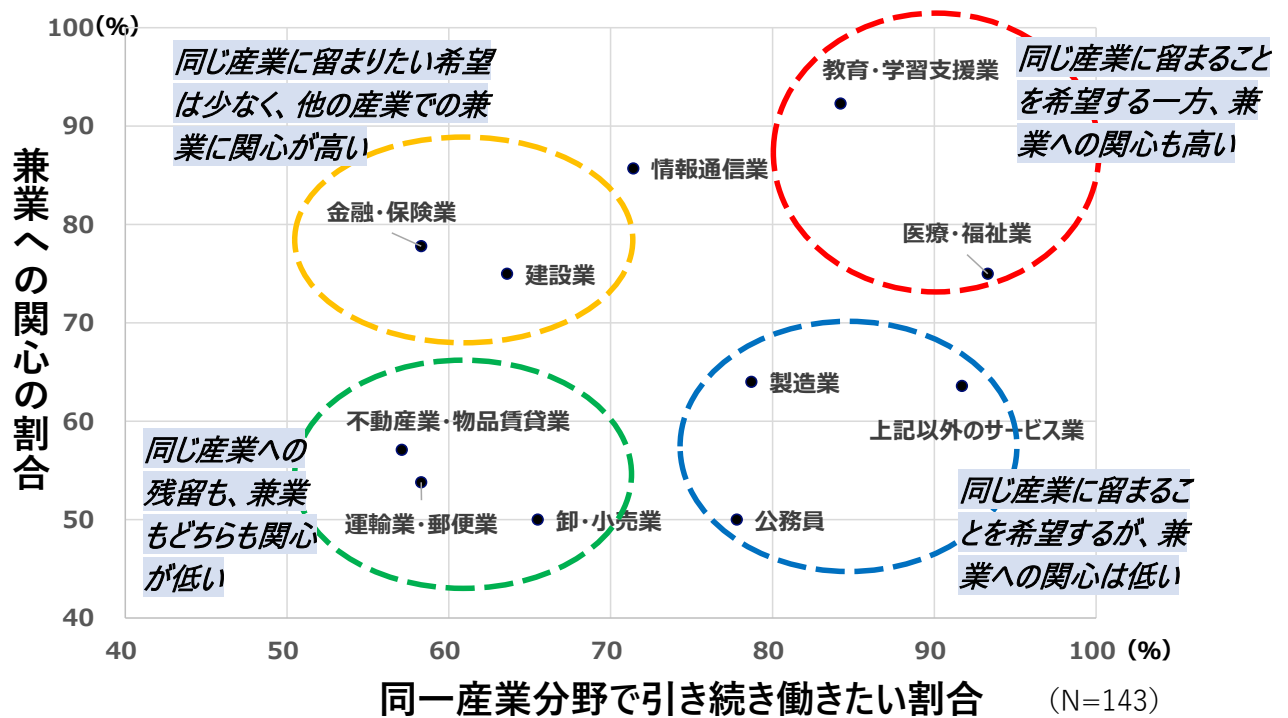 100(%)
同じ産業に留まりたい希望
は少なく、他の産業での兼
業に関心が高い
教育・学習支援業
同じ産業に留まること
を希望する一方、兼
業への関心も高い
90
情報通信業
金融・保険業
80
医療・福祉業
建設業
70
兼業への関心の割合
製造業
60
不動産業・物品賃貸業
上記以外のサービス業
同じ産業への
残留も、兼業
もどちらも関心
が低い
50
運輸業・郵便業
卸・小売業
公務員
同じ産業に留まるこ
とを希望するが、兼
業への関心は低い
40
40
50
60
70
80
90
100
(%)
同一産業分野で引き続き働きたい割合
(N=143)